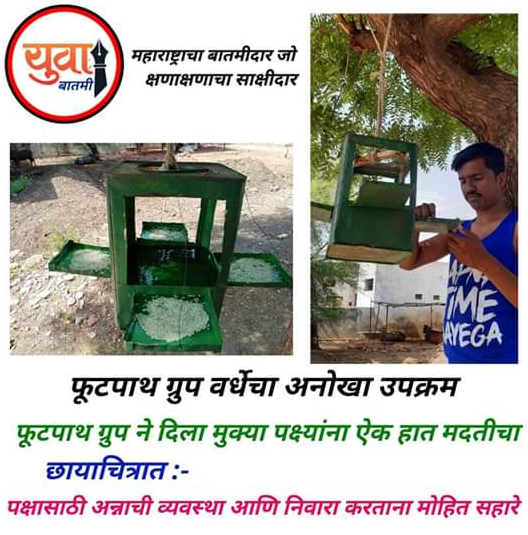 युवा
बातमी
महाराष्ट्राचा बातमीदार जो
क्षणाक्षणाचा साक्षीदार
TIME
AYEGA
फूटपाथ ग्रुप वर्धेचा अनोखा उपक्रम
फूटपाथ ग्रुप ने दिला मुक्या पक्ष्यांना ऐक हात मदतीचा
छायाचित्रात :-
पक्षासाठी अन्नाची व्यवस्था आणि निवारा करताना मोहित सहारे